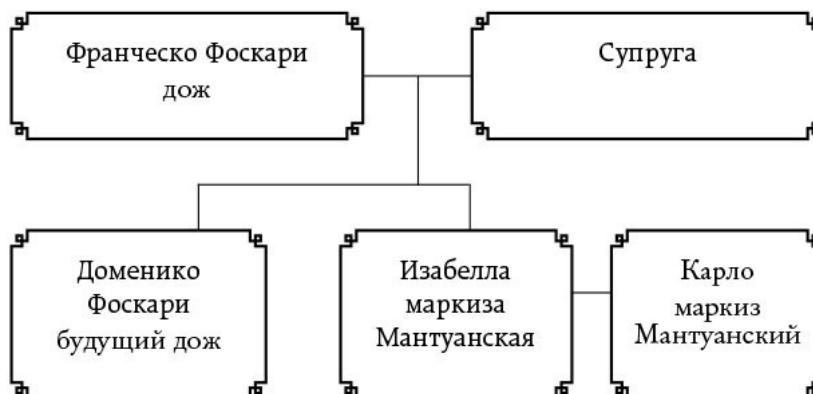 Франческо Фоскари
дож
Супруга
Доменико
Фоскари
будущий дож
Изабелла
маркиза
Мантуанская
Карло
маркиз
Мантуанский